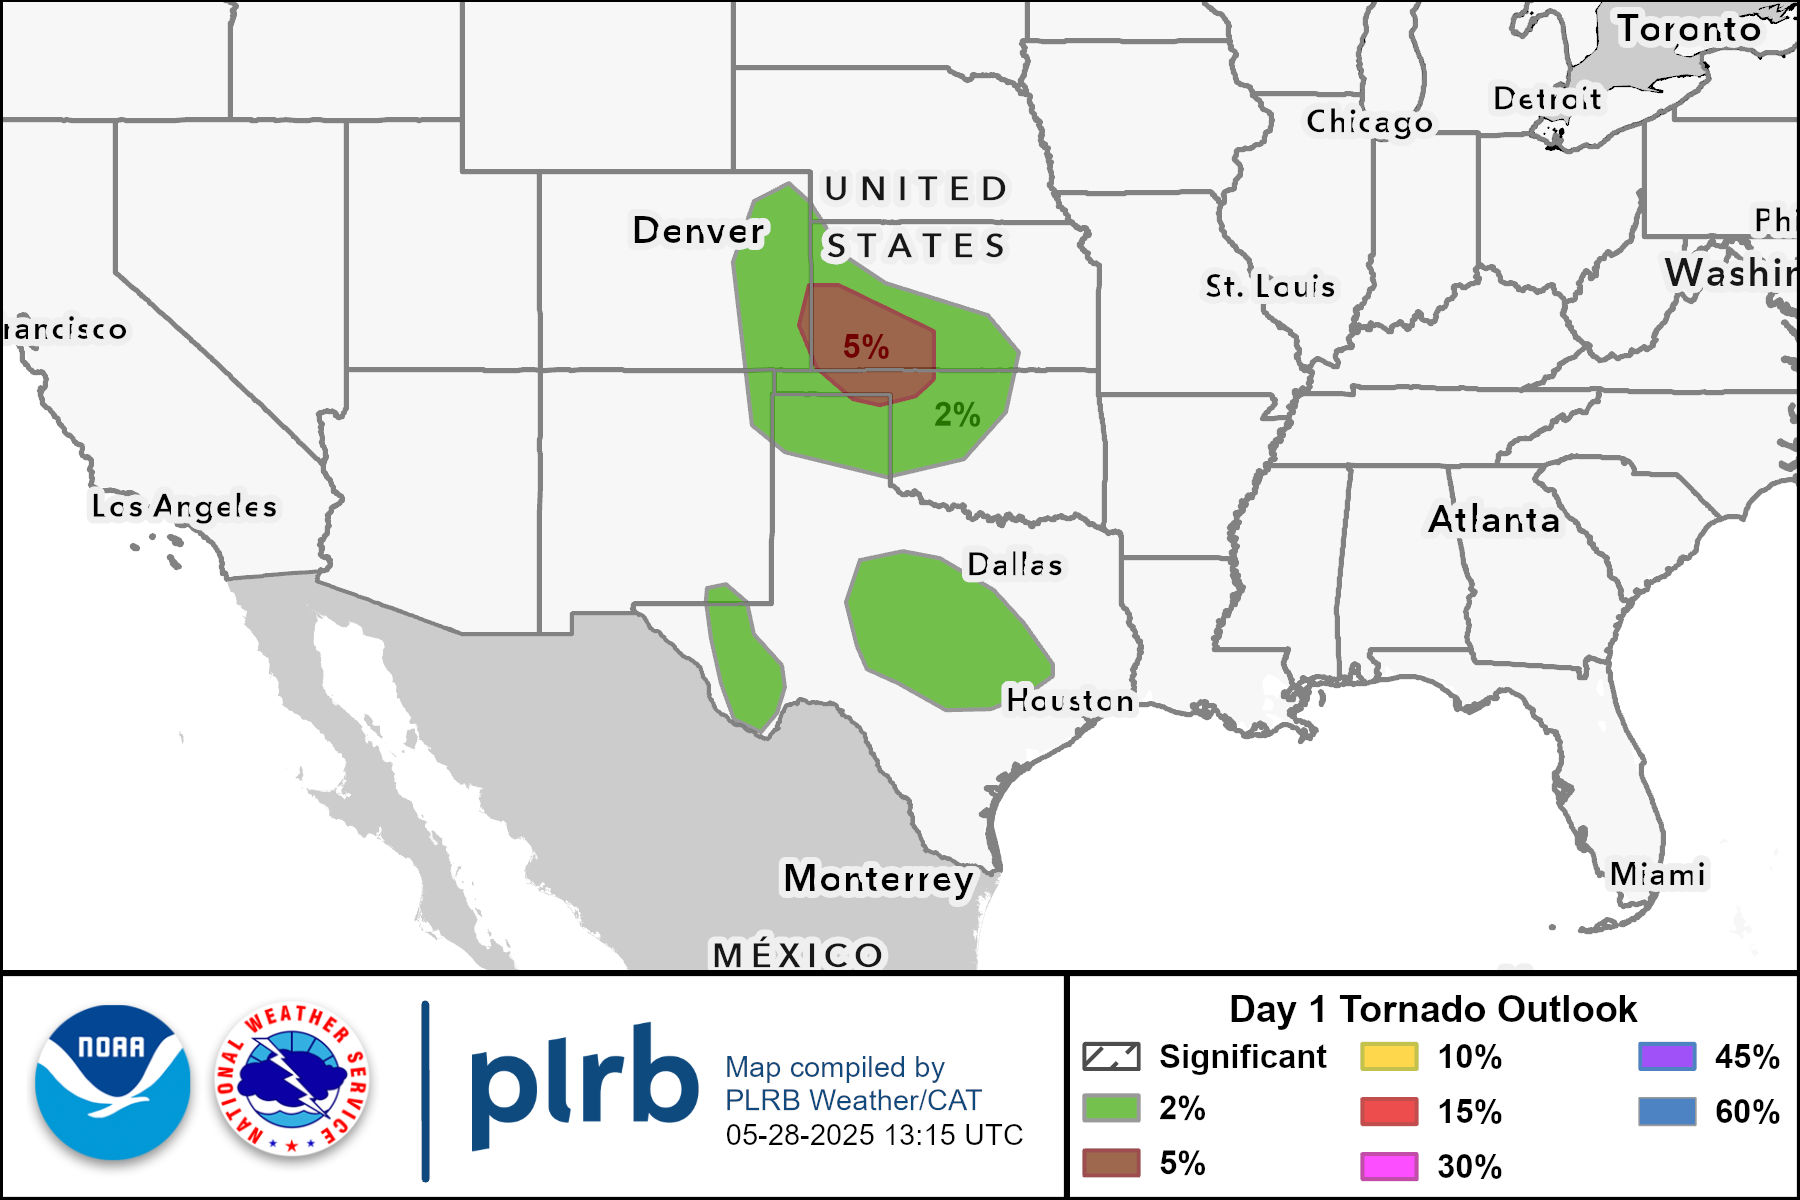 Toronto
Detroit
Chicago
UNITED
STATES
Denver
Phi
Washin
St. Louis
rancisco
5%
2%
Los Angeles
Atlanta
Dallas
Houston
Monterrey
Miami
MÉXICO
NOAA
NATIONAL WEATHER SERVICE
plrb
Map compiled by
PLRB Weather/CAT
05-28-2025 13:15 UTC
Day 1 Tornado Outlook
Significant
2%
5%
10%
15%
30%
45%
60%